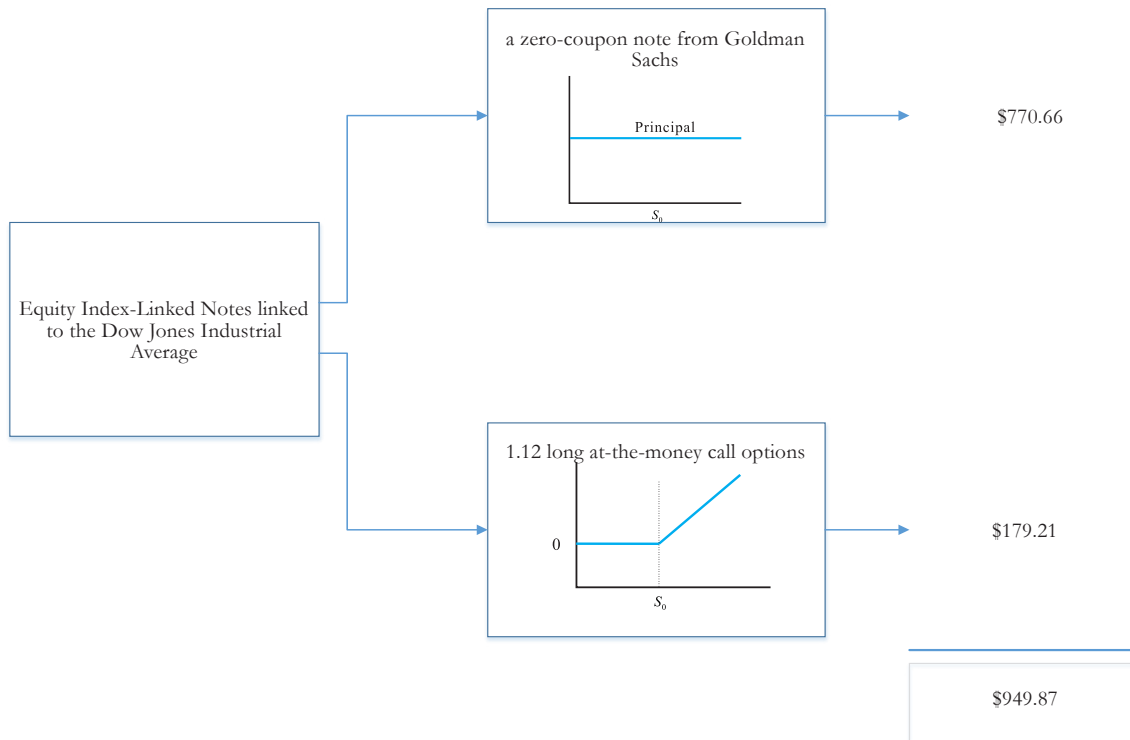 a zero-coupon note from Goldman
Sachs
Principal
S₀
$770.66
Equity Index-Linked Notes linked
to the Dow Jones Industrial
Average
1.12 long at-the-money call options
0
S₀
$179.21
$949.87